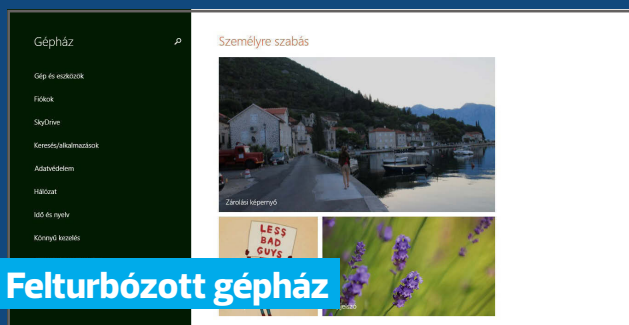 Gépház
Személyre szabás
Gép és eszközök
Fiókok
SkyDrive
Keresés/alkalmazások
Adatvédelem
Hálózat
Idő és nyelv
Könnyű kezelés
Zárolási képernyő
LESS
BAD
GUYS
Felturbózott gépház